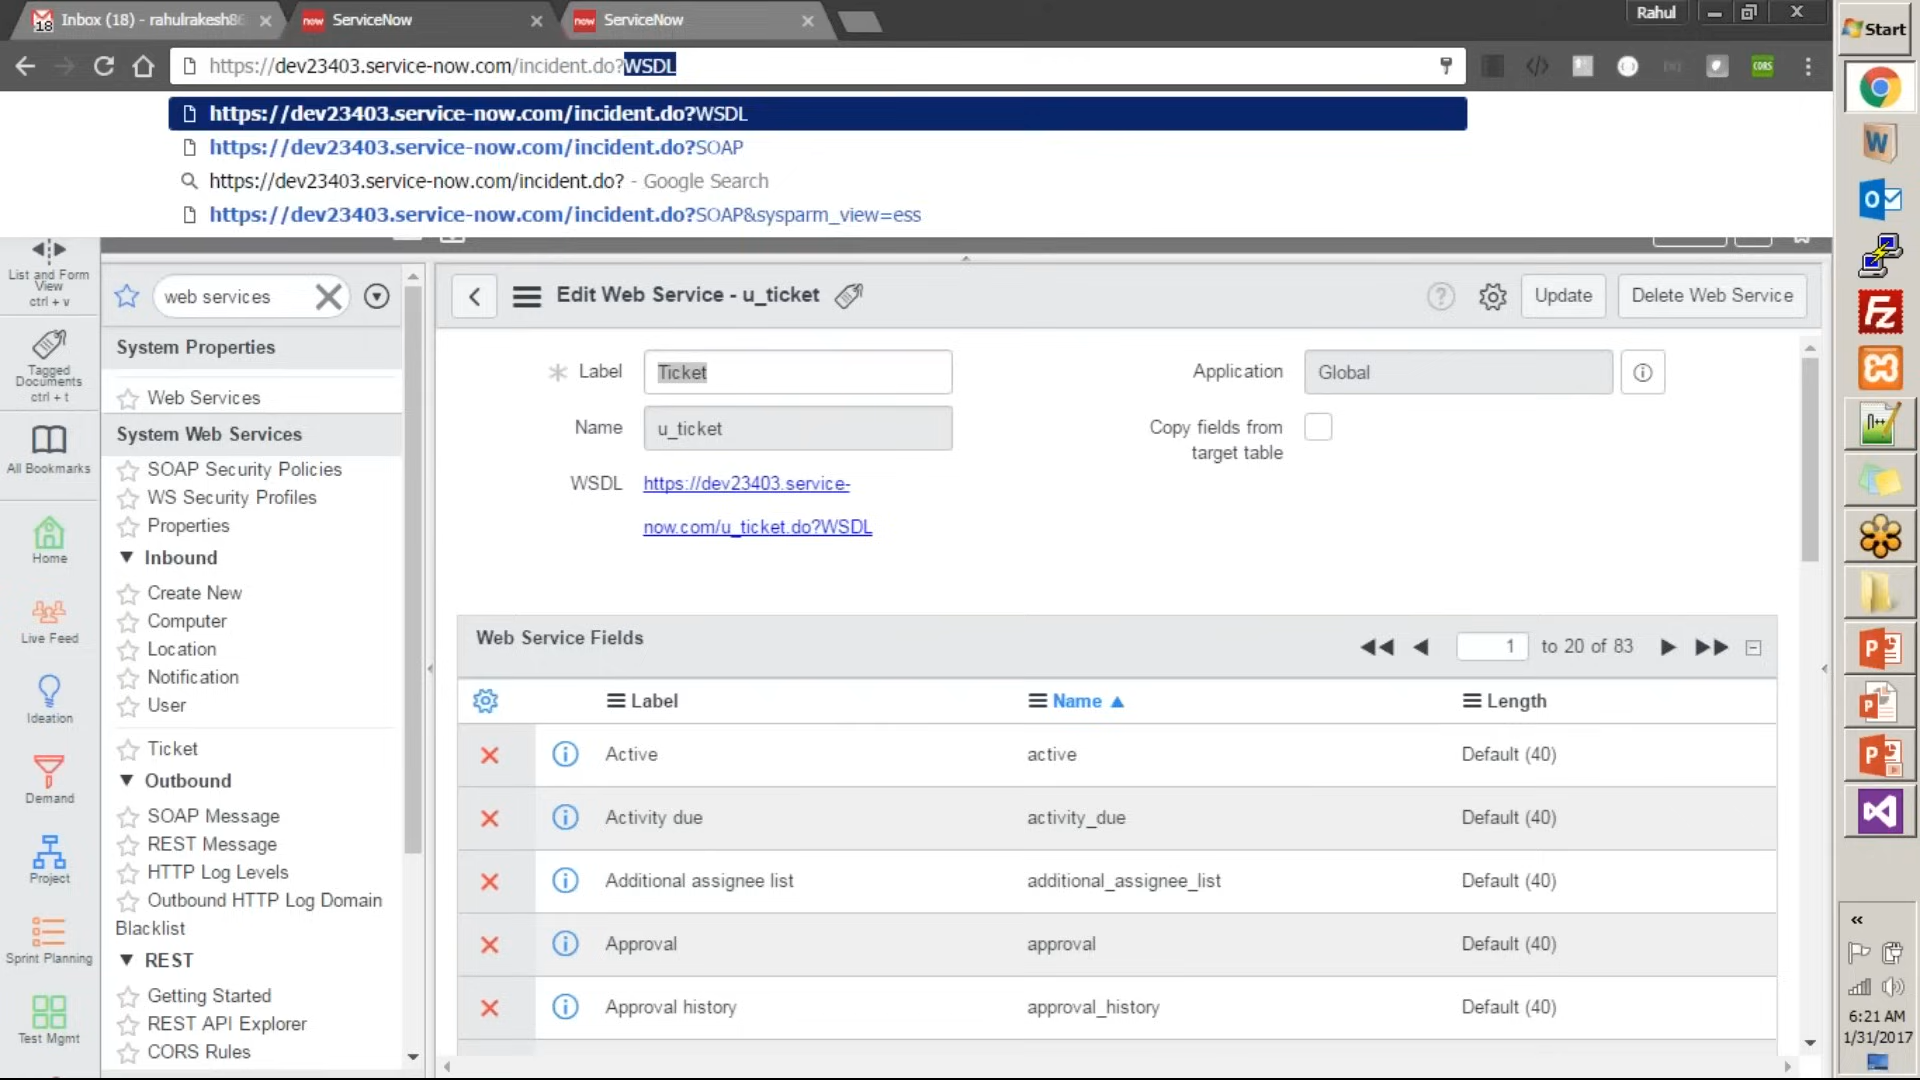 Inbox (18) - rahulrakesh86
ServiceNow
ServiceNow
Rahul
https://dev23403.service-now.com/incident.do?WSDL
https://dev23403.service-now.com/incident.do?WSDL
https://dev23403.service-now.com/incident.do?SOAP
https://dev23403.service-now.com/incident.do? - Google Search
https://dev23403.service-now.com/incident.do?SOAP&sysparm_view=ess
List and Form
View
ctrl + v
Tagged
Documents
ctrl + t
All Bookmarks
Home
Live Feed
Ideation
Demand
Project
Sprint Planning
Test Mgmt
web services
System Properties
Web Services
System Web Services
SOAP Security Policies
WS Security Profiles
Properties
Inbound
Create New
Computer
Location
Notification
User
Ticket
Outbound
SOAP Message
REST Message
HTTP Log Levels
Outbound HTTP Log Domain
Blacklist
REST
Getting Started
REST API Explorer
CORS Rules
Edit Web Service - u_ticket
Update
Delete Web Service
Label
Ticket
Application
Global
Name
u_ticket
Copy fields from
target table
WSDL
https://dev23403.service-
now.com/u_ticket.do?WSDL
Web Service Fields
1 to 20 of 83
Label Name Length
Active active Default (40)
Activity due activity_due Default (40)
Additional assignee list additional_assignee_list Default (40)
Approval approval Default (40)
Approval history approval_history Default (40)
Start
6:21 AM
1/31/2017